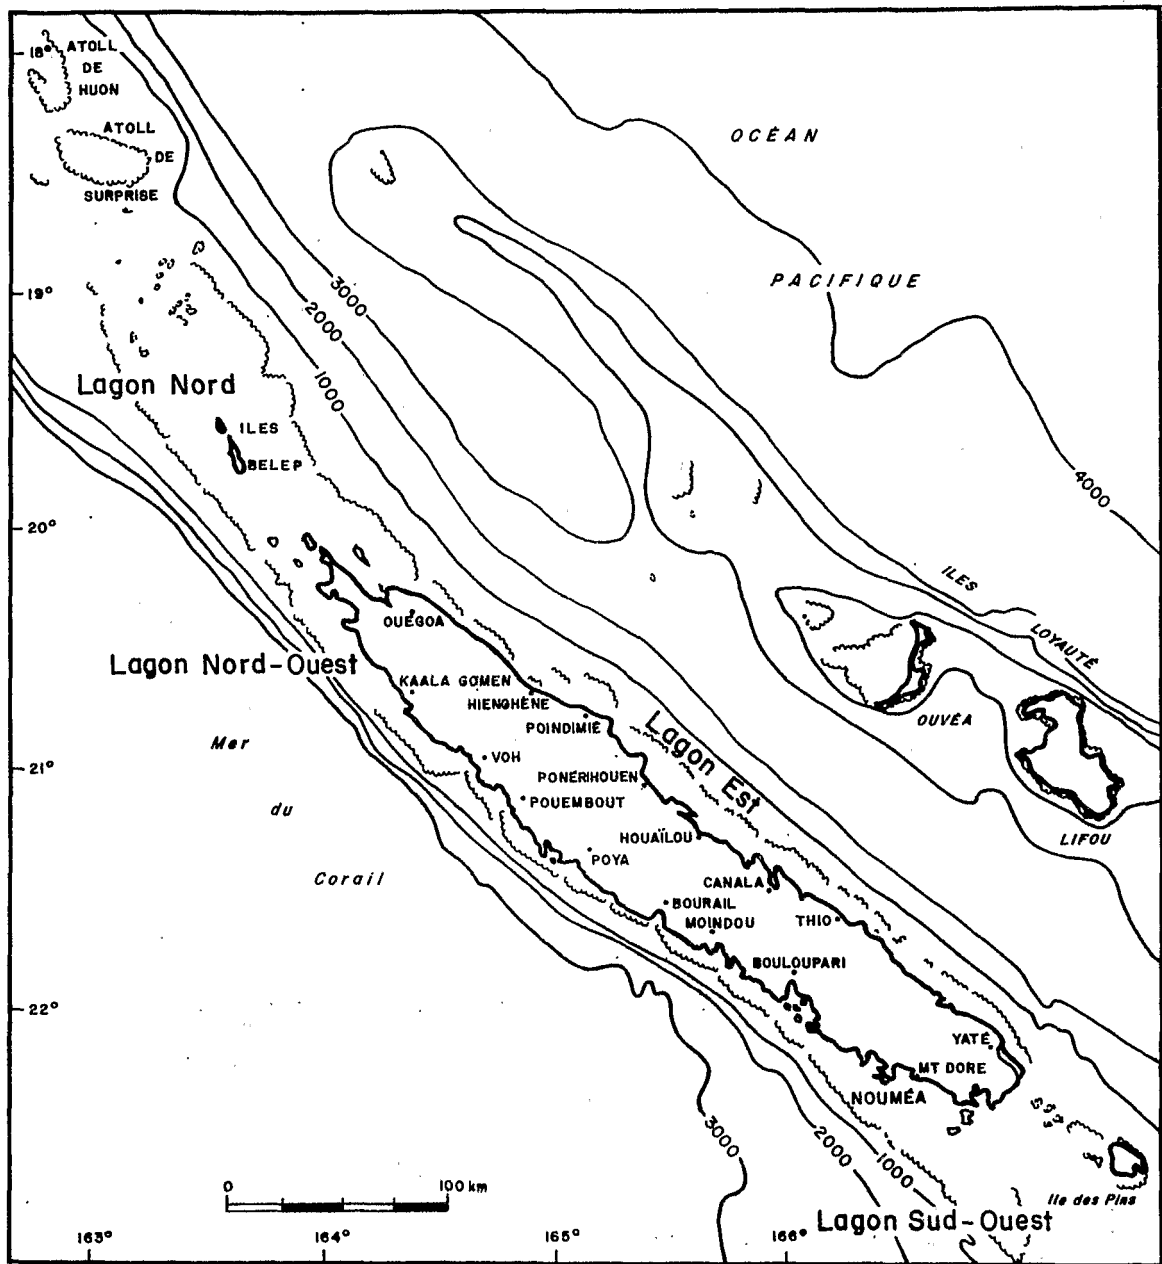 18°
ATOLL
DE
HUON
ATOLL
DE
SURPRISE
OCÉAN
PACIFIQUE
19°
3000
2000
1000
Lagon Nord
ILES
BELEP
4000
20°
ILES
LOYAUTÉ
OUÉGOA
Lagon Nord-Ouest
KAALA GOMEN
HIENGHÈNE
POINDIMIÉ
OUVÉA
Lagon Est
Mer
du
Corail
21°
VOH
PONERIHOUEN
POUEMBOUT
HOUAÏLOU
POYA
LIFOU
CANALA
BOURAIL
MOINDOU
THIO
BOULOUPARI
22°
YATÉ
MT DORE
NOUMÉA
3000
2000
1000
0
100 km
Ile des Pins
Lagon Sud-Ouest
163°
164°
165°
166°